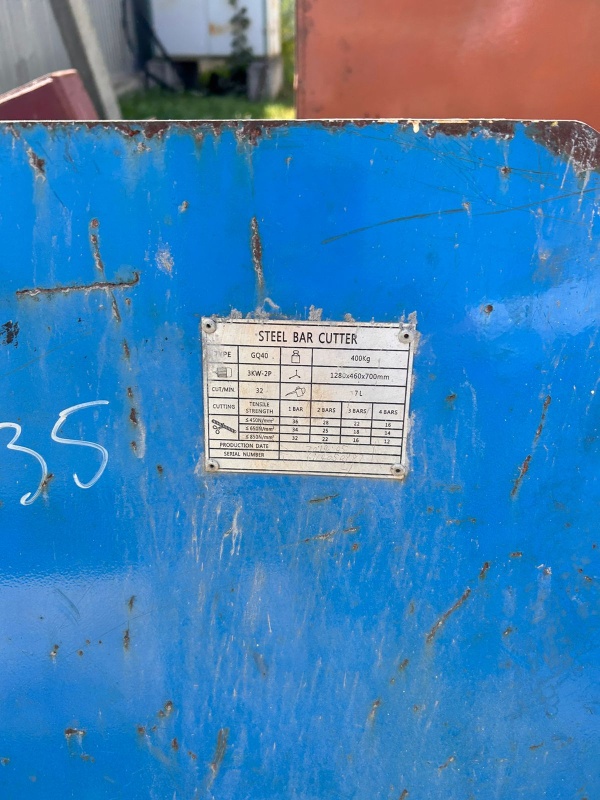 STEEL BAR CUTTER
TYPE GQ40 400Kg
3KW-2P 1280x460x700mm
CUT/MIN. 32 7L
CUTTING TENSILE STRENGTH 1 BAR 2 BARS 3 BARS 4 BARS
≤ 450N/mm² 36 28 22 16
≤ 650N/mm² 34 25 18 14
≤ 850N/mm² 32 22 16 12
PRODUCTION DATE
SERIAL NUMBER
35